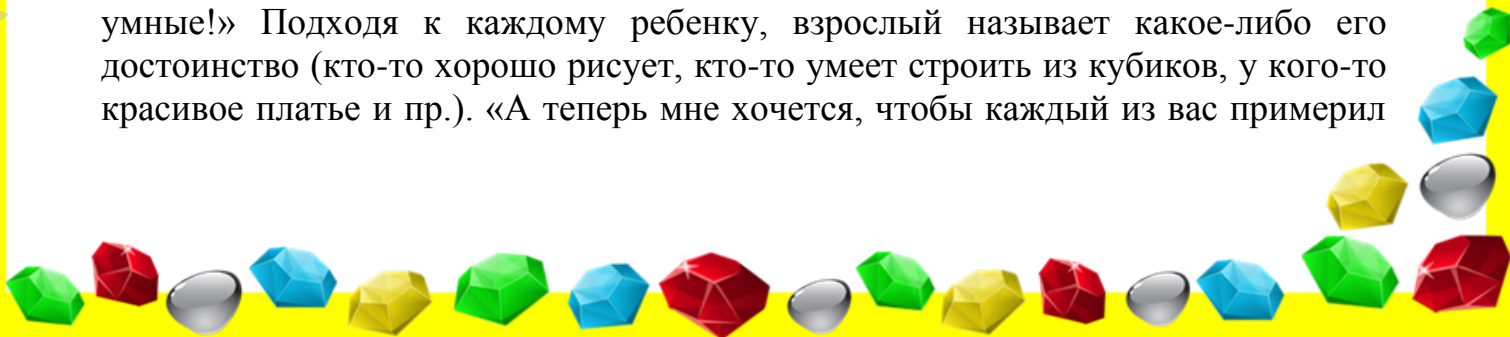 умные!» Подходя к каждому ребенку, взрослый называет какое-либо его
достоинство (кто-то хорошо рисует, кто-то умеет строить из кубиков, у кого-то
красивое платье и пр.). «А теперь мне хочется, чтобы каждый из вас примерил